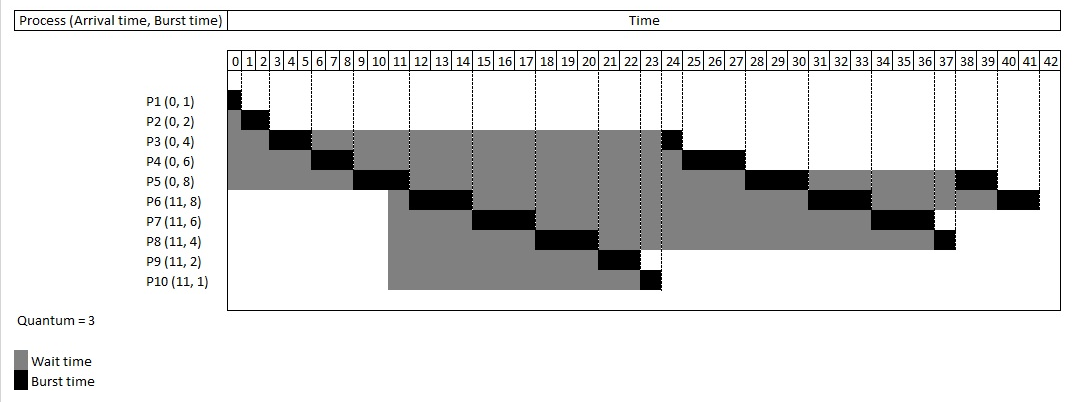 Process (Arrival time, Burst time) Time
0 1 2 3 4 5 6 7 8 9 10 11 12 13 14 15 16 17 18 19 20 21 22 23 24 25 26 27 28 29 30 31 32 33 34 35 36 37 38 39 40 41 42
P1 (0, 1)
P2 (0, 2)
P3 (0, 4)
P4 (0, 6)
P5 (0, 8)
P6 (11, 8)
P7 (11, 6)
P8 (11, 4)
P9 (11, 2)
P10 (11, 1)
Quantum = 3
Wait time
Burst time